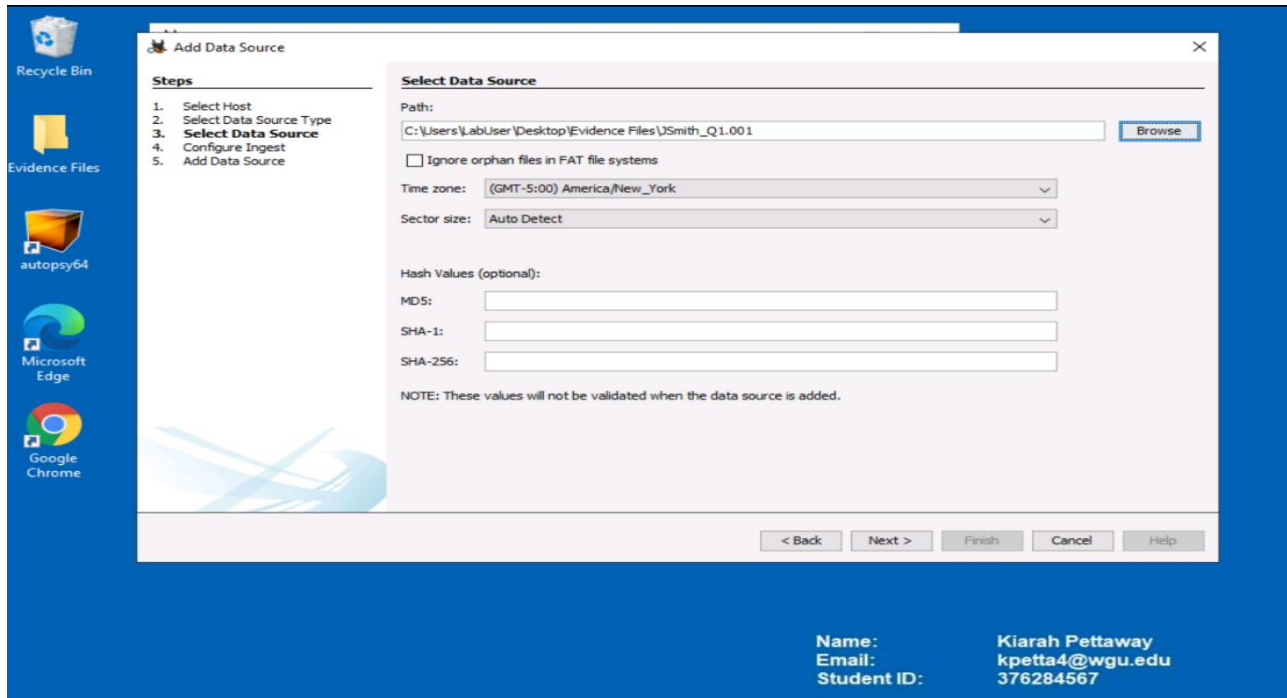 Recycle Bin
Evidence Files
autopsy64
Microsoft
Edge
Google
Chrome
Add Data Source
Steps
1. Select Host
2. Select Data Source Type
3. Select Data Source
4. Configure Ingest
5. Add Data Source
Select Data Source
Path:
C:\Users\LabUser\Desktop\Evidence Files\JSmith_Q1.001 Browse
Ignore orphan files in FAT file systems
Time zone: (GMT-5:00) America/New_York
Sector size: Auto Detect
Hash Values (optional):
MD5:
SHA-1:
SHA-256:
NOTE: These values will not be validated when the data source is added.
< Back Next > Finish Cancel Help
Name: Kiarah Pettaway
Email: kpetta4@wgu.edu
Student ID: 376284567